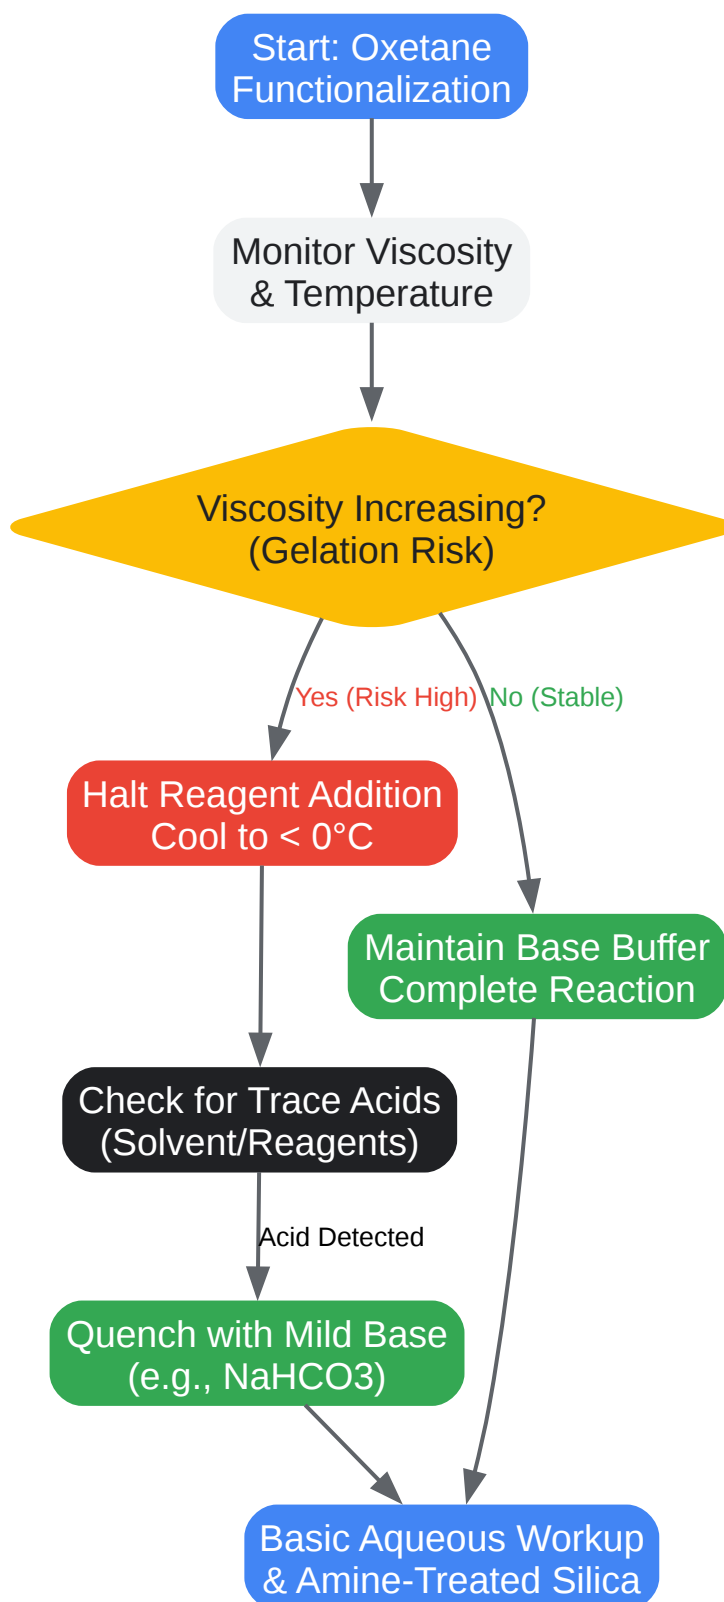 Start: Oxetane
Functionalization
Monitor Viscosity
& Temperature
Viscosity Increasing?
(Gelation Risk)
Yes (Risk High)
No (Stable)
Halt Reagent Addition
Cool to < 0°C
Maintain Base Buffer
Complete Reaction
Check for Trace Acids
(Solvent/Reagents)
Acid Detected
Quench with Mild Base
(e.g., NaHCO3)
Basic Aqueous Workup
& Amine-Treated Silica